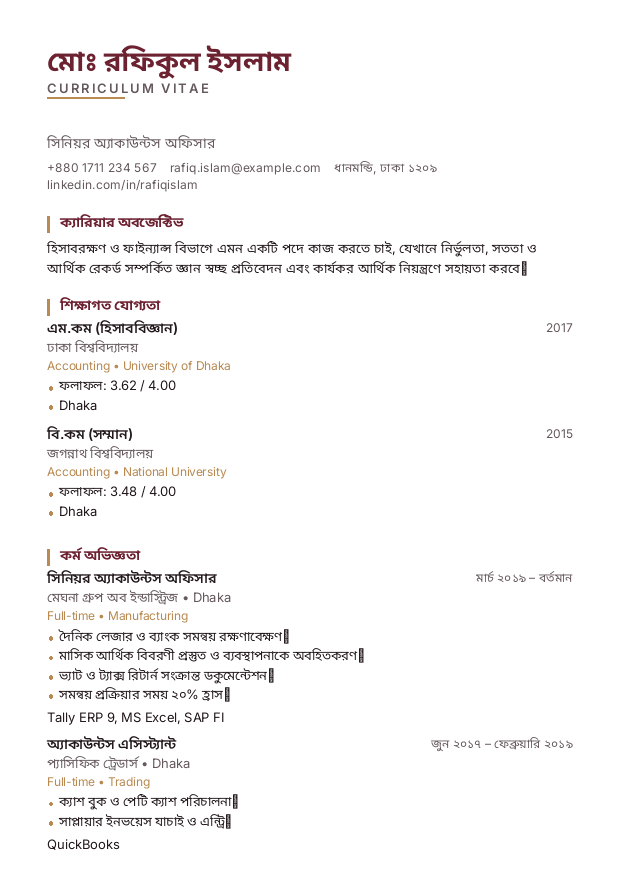 মোঃ রফিকুল ইসলাম
CURRICULUM VITAE
সিনিয়র অ্যাকাউন্টস অফিসার
+880 1711 234 567 rafiq.islam@example.com ধানমন্ডি, ঢাকা ১২০৯
linkedin.com/in/rafiqislam
ক্যারিয়ার অবজেক্টিভ
হিসাবরক্ষণ ও ফাইন্যান্স বিভাগে এমন একটি পদে কাজ করতে চাই, যেখানে নির্ভুলতা, সততা ও
আর্থিক রেকর্ড সম্পর্কিত জ্ঞান স্বচ্ছ প্রতিবেদন এবং কার্যকর আর্থিক নিয়ন্ত্রণে সহায়তা করবে
শিক্ষাগত যোগ্যতা
এম.কম (হিসাববিজ্ঞান) 2017
ঢাকা বিশ্ববিদ্যালয়
Accounting • University of Dhaka
• ফলাফল: 3.62 / 4.00
• Dhaka
বি.কম (সম্মান) 2015
জগন্নাথ বিশ্ববিদ্যালয়
Accounting • National University
• ফলাফল: 3.48 / 4.00
• Dhaka
কর্ম অভিজ্ঞতা
সিনিয়র অ্যাকাউন্টস অফিসার মার্চ ২০১৯ – বর্তমান
মেঘনা গ্রুপ অব ইন্ডাস্ট্রিজ • Dhaka
Full-time • Manufacturing
• দৈনিক লেজার ও ব্যাংক সমন্বয় রক্ষণাবেক্ষণ
• মাসিক আর্থিক বিবরণী প্রস্তুত ও ব্যবস্থাপনাকে অবহিতকরণ
• ভ্যাট ও ট্যাক্স রিটার্ন সংক্রান্ত ডকুমেন্টেশন
• সমন্বয় প্রক্রিয়ার সময় ২০% হ্রাস
Tally ERP 9, MS Excel, SAP FI
অ্যাকাউন্টস এসিস্ট্যান্ট জুন ২০১৭ – ফেব্রুয়ারি ২০১৯
প্যাসিফিক ট্রেডার্স • Dhaka
Full-time • Trading
• ক্যাশ বুক ও পেটি ক্যাশ পরিচালনা
• সাপ্লায়ার ইনভয়েস যাচাই ও এন্ট্রি
QuickBooks